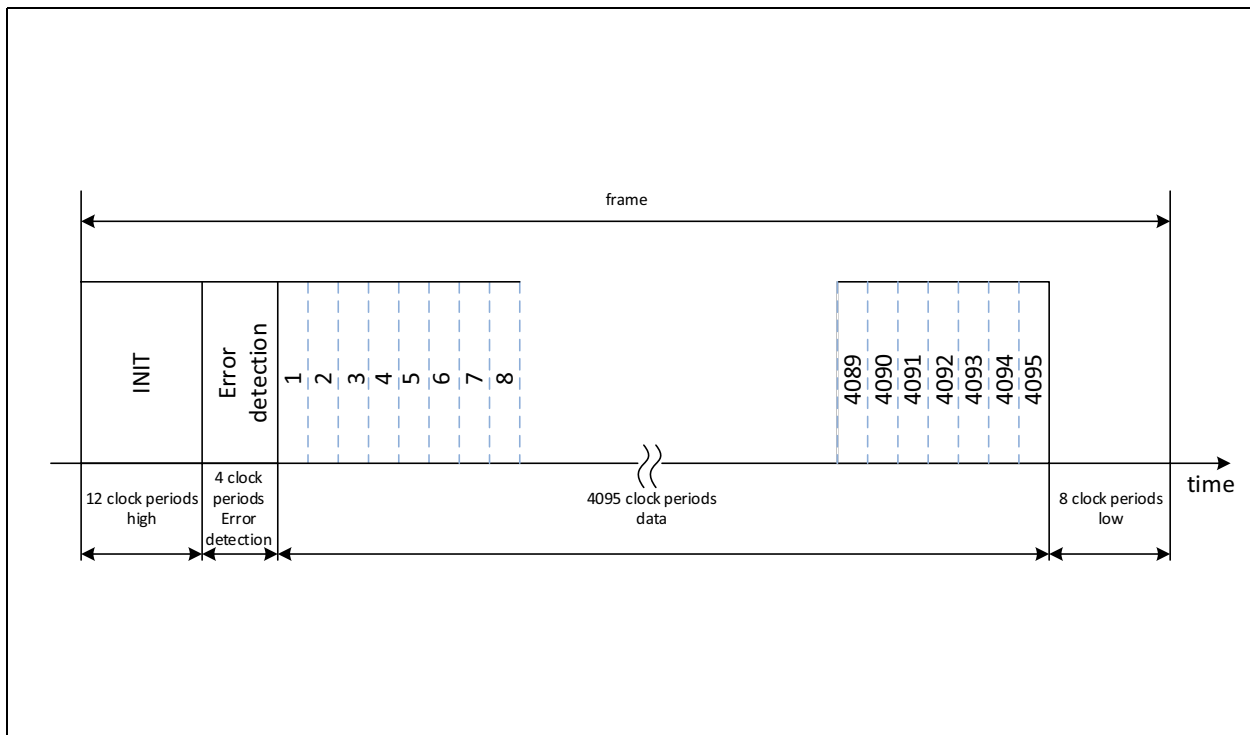 frame
INIT
Error
detection
1
2
3
4
5
6
7
8
4089
4090
4091
4092
4093
4094
4095
time
12 clock periods
high
4 clock
periods
Error
detection
4095 clock periods
data
8 clock periods
low